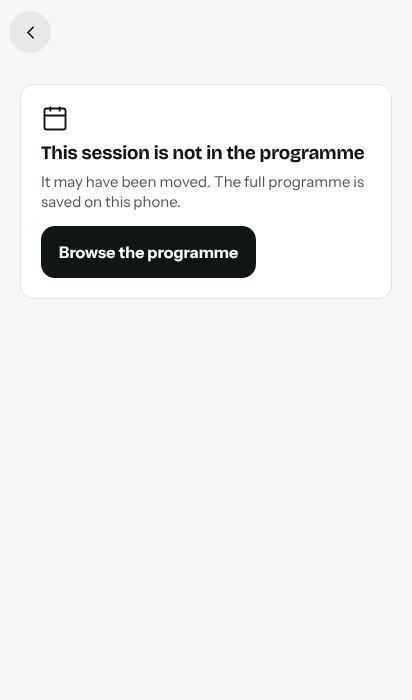 This session is not in the programme
It may have been moved. The full programme is
saved on this phone.
Browse the programme